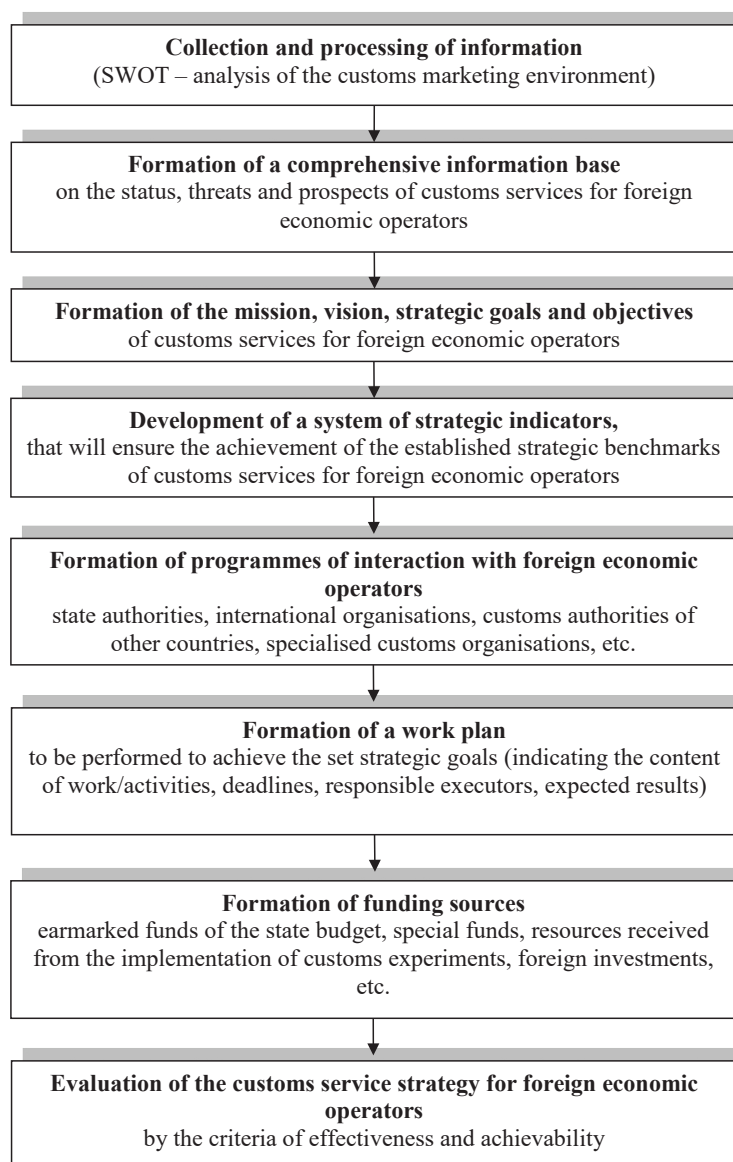 Collection and processing of information
(SWOT – analysis of the customs marketing environment)
Formation of a comprehensive information base
on the status, threats and prospects of customs services for foreign
economic operators
Formation of the mission, vision, strategic goals and objectives
of customs services for foreign economic operators
Development of a system of strategic indicators,
that will ensure the achievement of the established strategic benchmarks
of customs services for foreign economic operators
Formation of programmes of interaction with foreign economic
operators
state authorities, international organisations, customs authorities of
other countries, specialised customs organisations, etc.
Formation of a work plan
to be performed to achieve the set strategic goals (indicating the content
of work/activities, deadlines, responsible executors, expected results)
Formation of funding sources
earmarked funds of the state budget, special funds, resources received
from the implementation of customs experiments, foreign investments,
etc.
Evaluation of the customs service strategy for foreign economic
operators
by the criteria of effectiveness and achievability